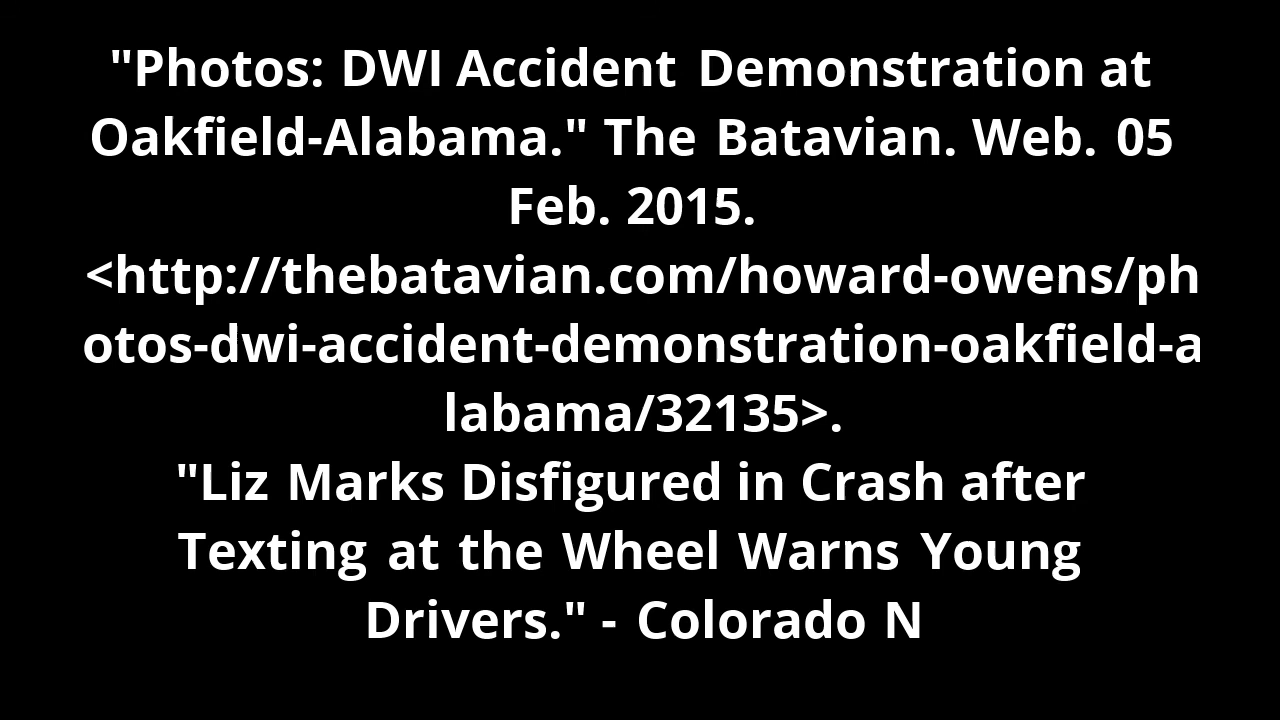 "Photos: DWI Accident Demonstration at
Oakfield-Alabama." The Batavian. Web. 05
Feb. 2015.
<http://thebatavian.com/howard-owens/ph
otos-dwi-accident-demonstration-oakfield-a
labama/32135>.
"Liz Marks Disfigured in Crash after
Texting at the Wheel Warns Young
Drivers." - Colorado N